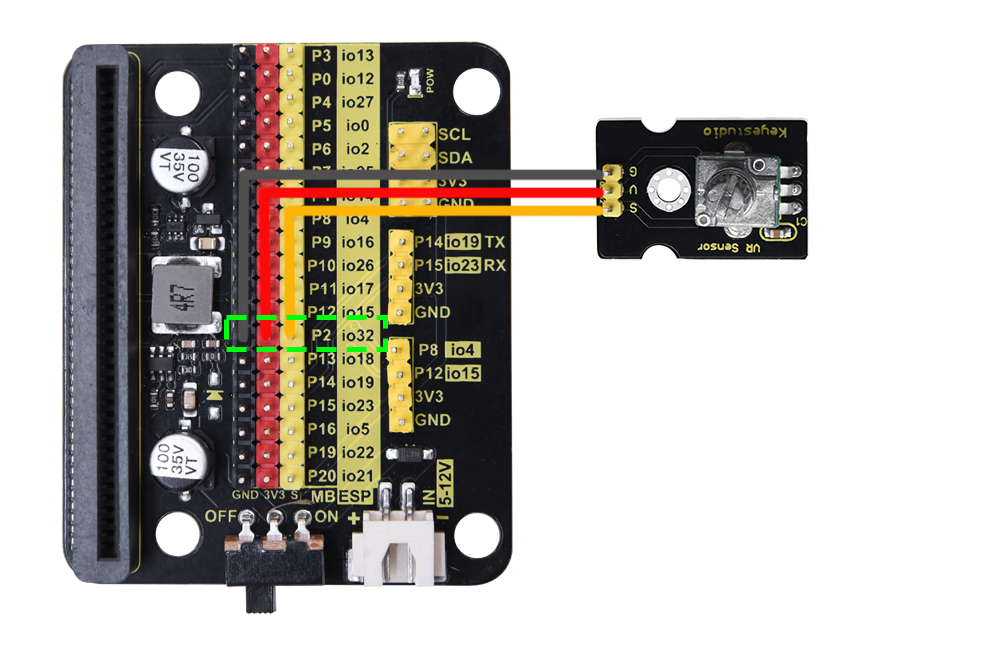 P3 io13
P0 io12
P4 io27
P5 io0
P6 io2
P8 io4
P9 io16
P10 io26
P11 io17
P12 io15
P2 io32
P13 io18
P14 io19
P15 io23
P16 io5
P19 io22
P20 io21
GND 3V3 S MB ESP
OFF ON + −
IN
5-12V
POW
SCL
SDA
3V3
GND
P14 io19 TX
P15 io23 RX
3V3
GND
P8 io4
P12 io15
3V3
GND
100
35V
VT
4R7
100
35V
VT
Keyestudio
G
V
S
C1
VR Sensor